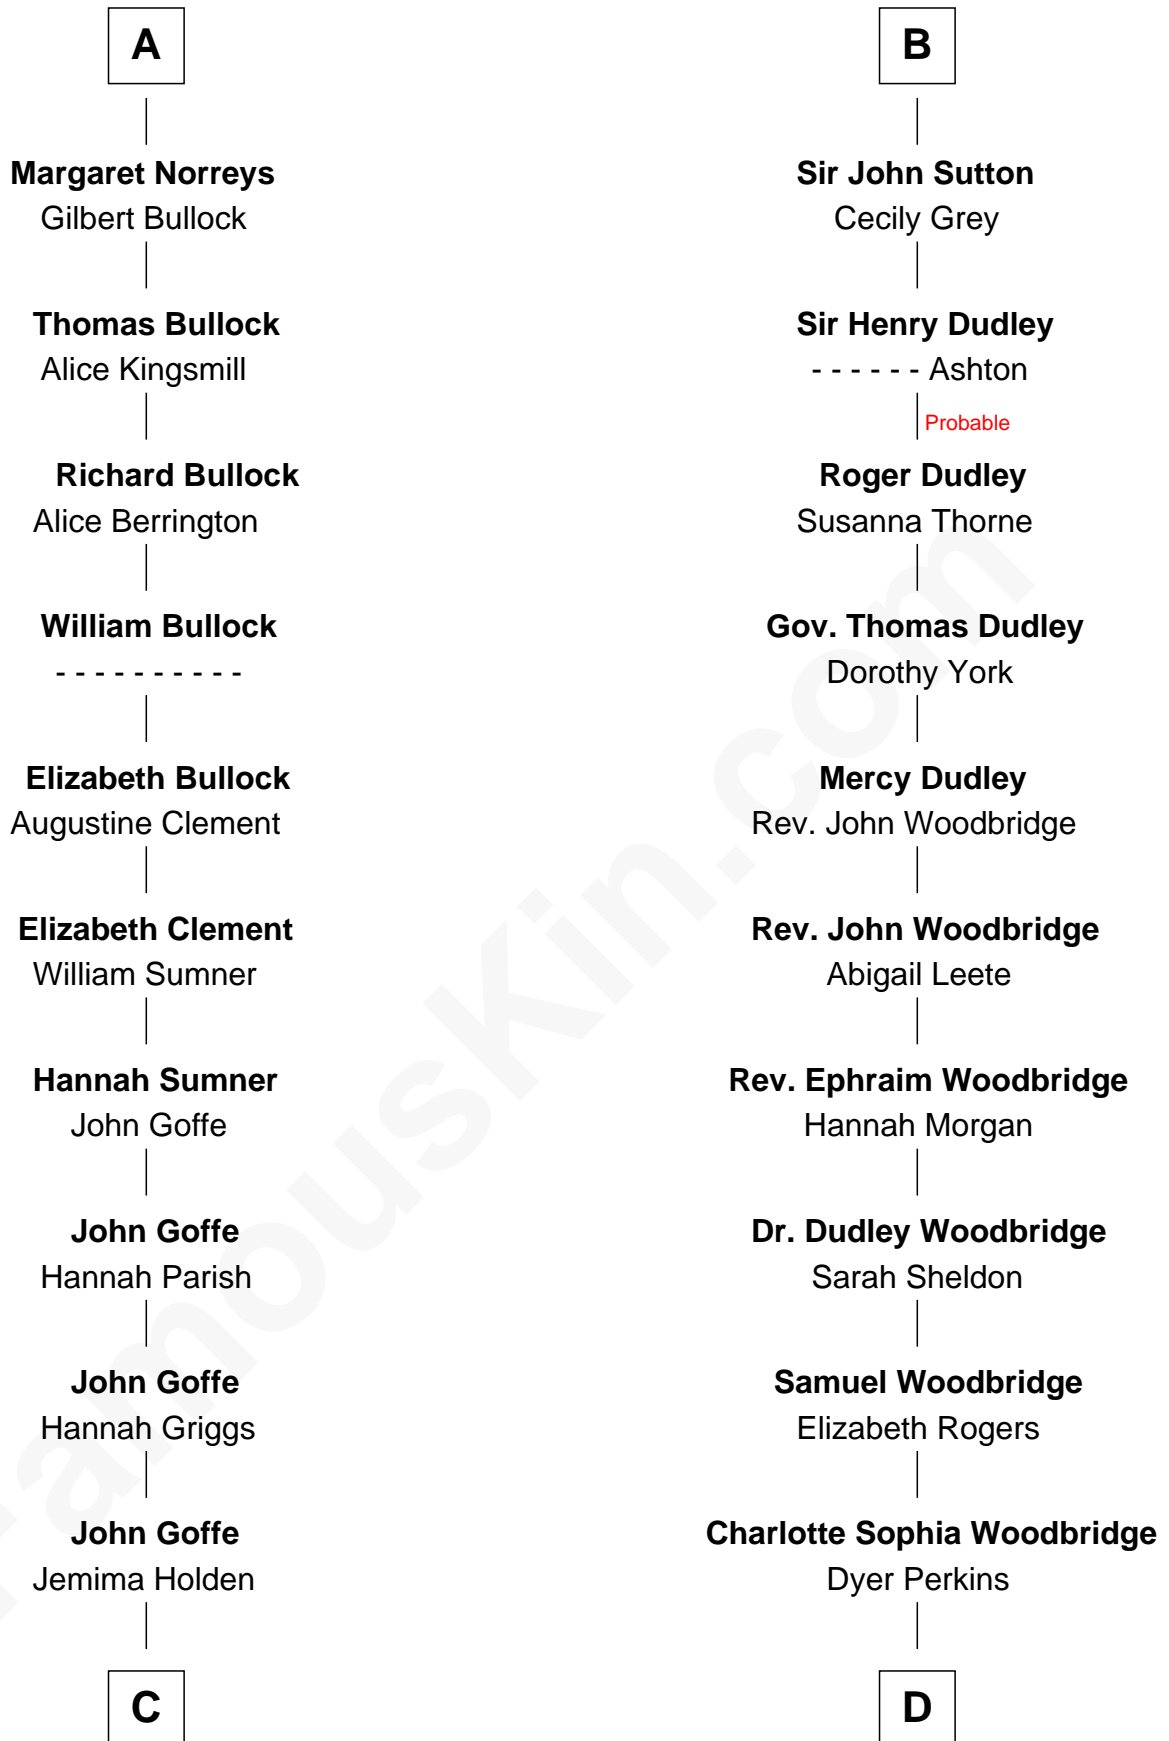 A
Margaret Norreys
Gilbert Bullock
Thomas Bullock
Alice Kingsmill
Richard Bullock
Alice Berrington
William Bullock
- - - - - - - - - -
Elizabeth Bullock
Augustine Clement
Elizabeth Clement
William Sumner
Hannah Sumner
John Goffe
John Goffe
Hannah Parish
John Goffe
Hannah Griggs
John Goffe
Jemima Holden
C
B
Sir John Sutton
Cecily Grey
Sir Henry Dudley
- - - - - - Ashton
Probable
Roger Dudley
Susanna Thorne
Gov. Thomas Dudley
Dorothy York
Mercy Dudley
Rev. John Woodbridge
Rev. John Woodbridge
Abigail Leete
Rev. Ephraim Woodbridge
Hannah Morgan
Dr. Dudley Woodbridge
Sarah Sheldon
Samuel Woodbridge
Elizabeth Rogers
Charlotte Sophia Woodbridge
Dyer Perkins
D
FamousKin.com